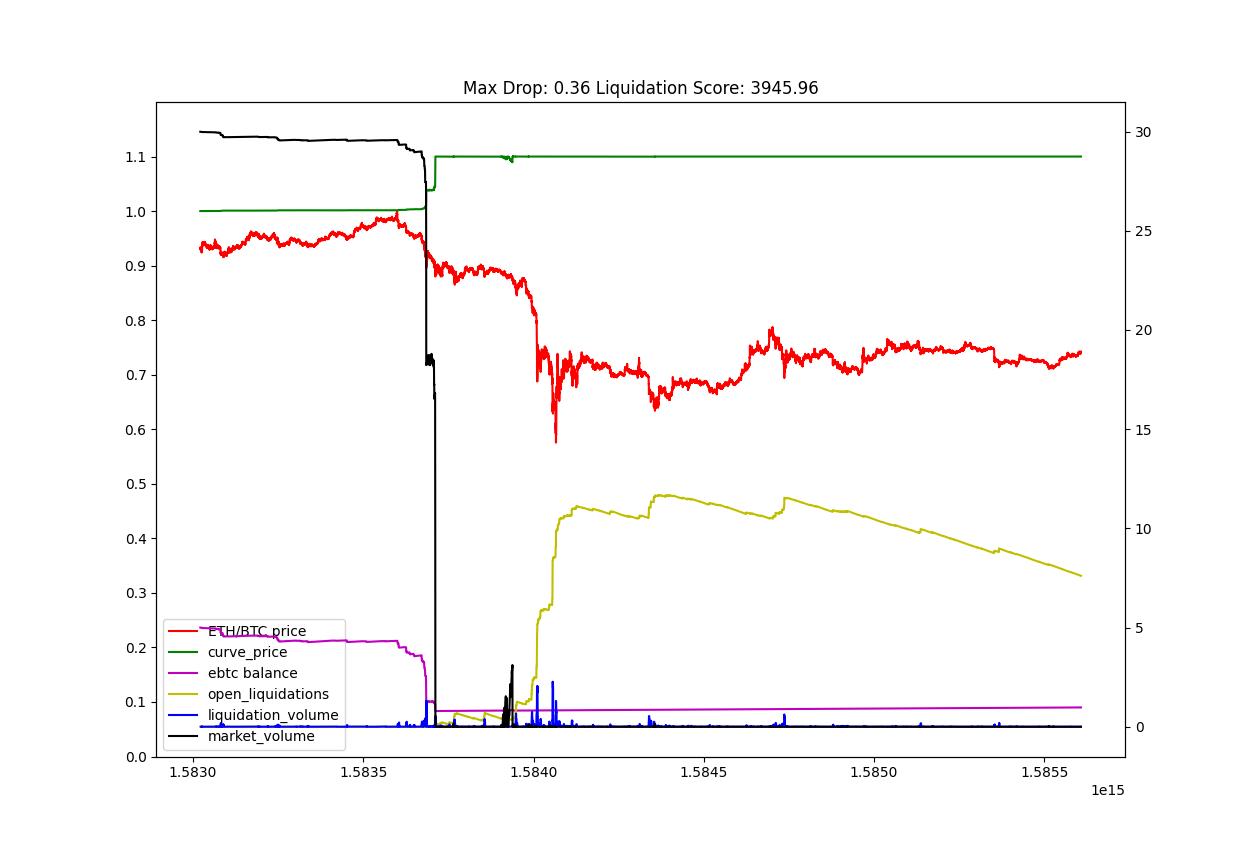 Max Drop: 0.36 Liquidation Score: 3945.96
1.1
1.0
0.9
0.8
0.7
0.6
0.5
0.4
0.3
0.2
0.1
0.0
30
25
20
15
10
5
0
ETH/BTC price
curve_price
ebtc balance
open_liquidations
liquidation_volume
market_volume
1.5830 1.5835 1.5840 1.5845 1.5850 1.5855
1e15